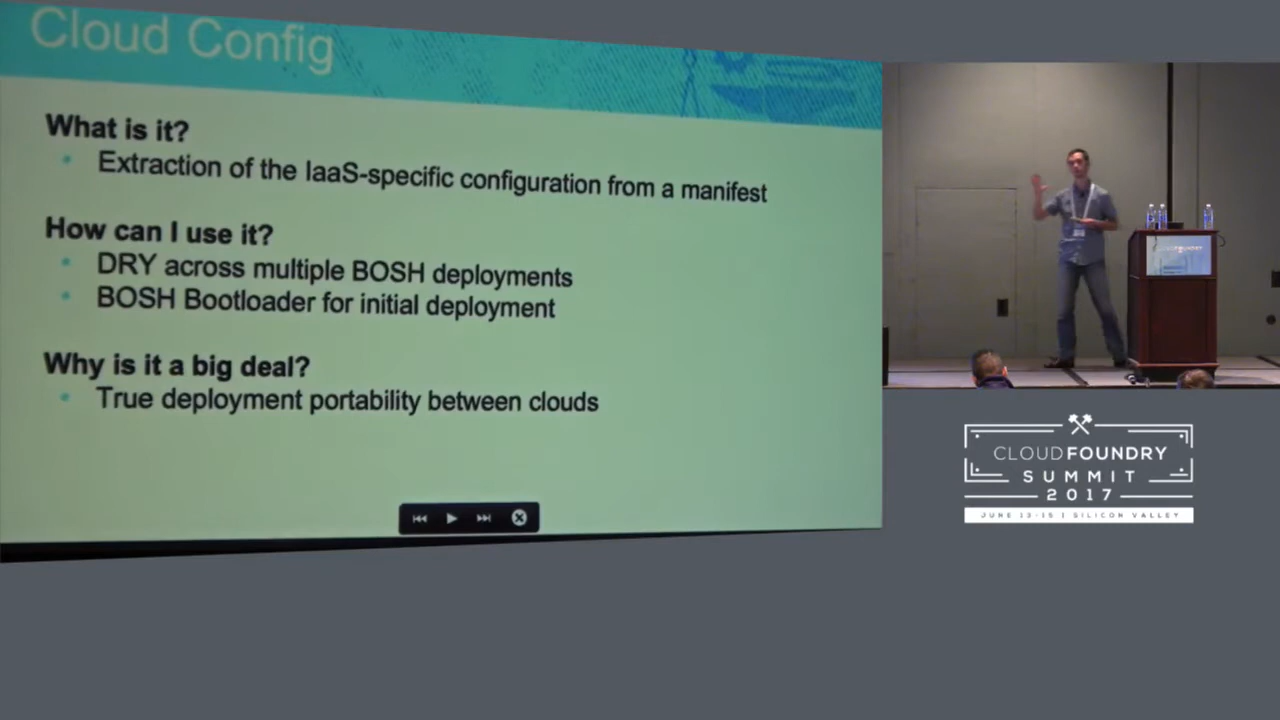 Cloud Config
What is it?
Extraction of the IaaS-specific configuration from a manifest
How can I use it?
DRY across multiple BOSH deployments
BOSH Bootloader for initial deployment
Why is it a big deal?
True deployment portability between clouds
CLOUDFOUNDRY
SUMMIT
2017
JUNE 13-15 | SILICON VALLEY